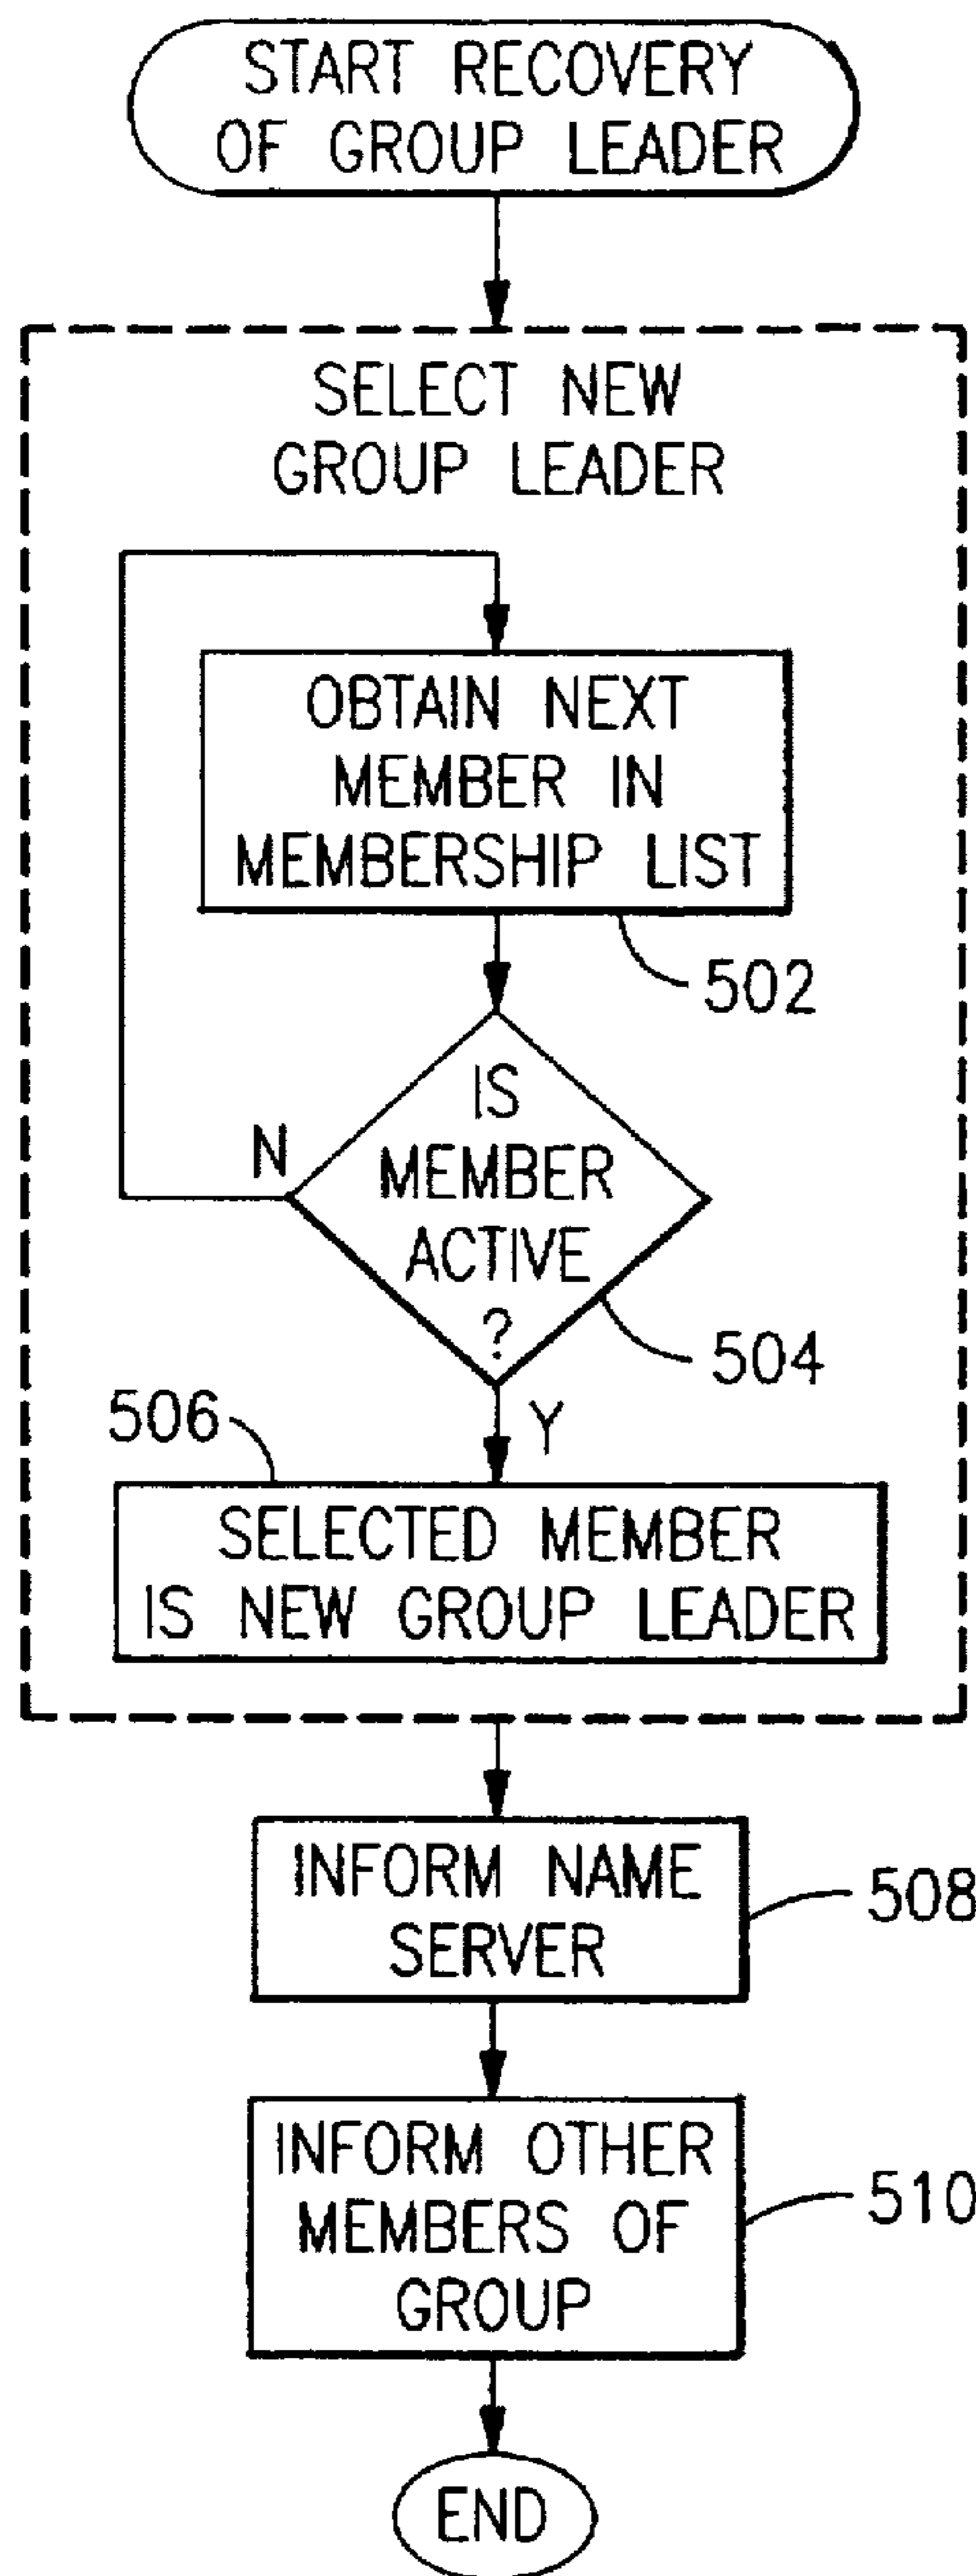 START RECOVERY
OF GROUP LEADER
SELECT NEW
GROUP LEADER
OBTAIN NEXT
MEMBER IN
MEMBERSHIP LIST
502
IS
MEMBER
ACTIVE
?
N
504
Y
506
SELECTED MEMBER
IS NEW GROUP LEADER
INFORM NAME
SERVER
508
INFORM OTHER
MEMBERS OF
GROUP
510
END